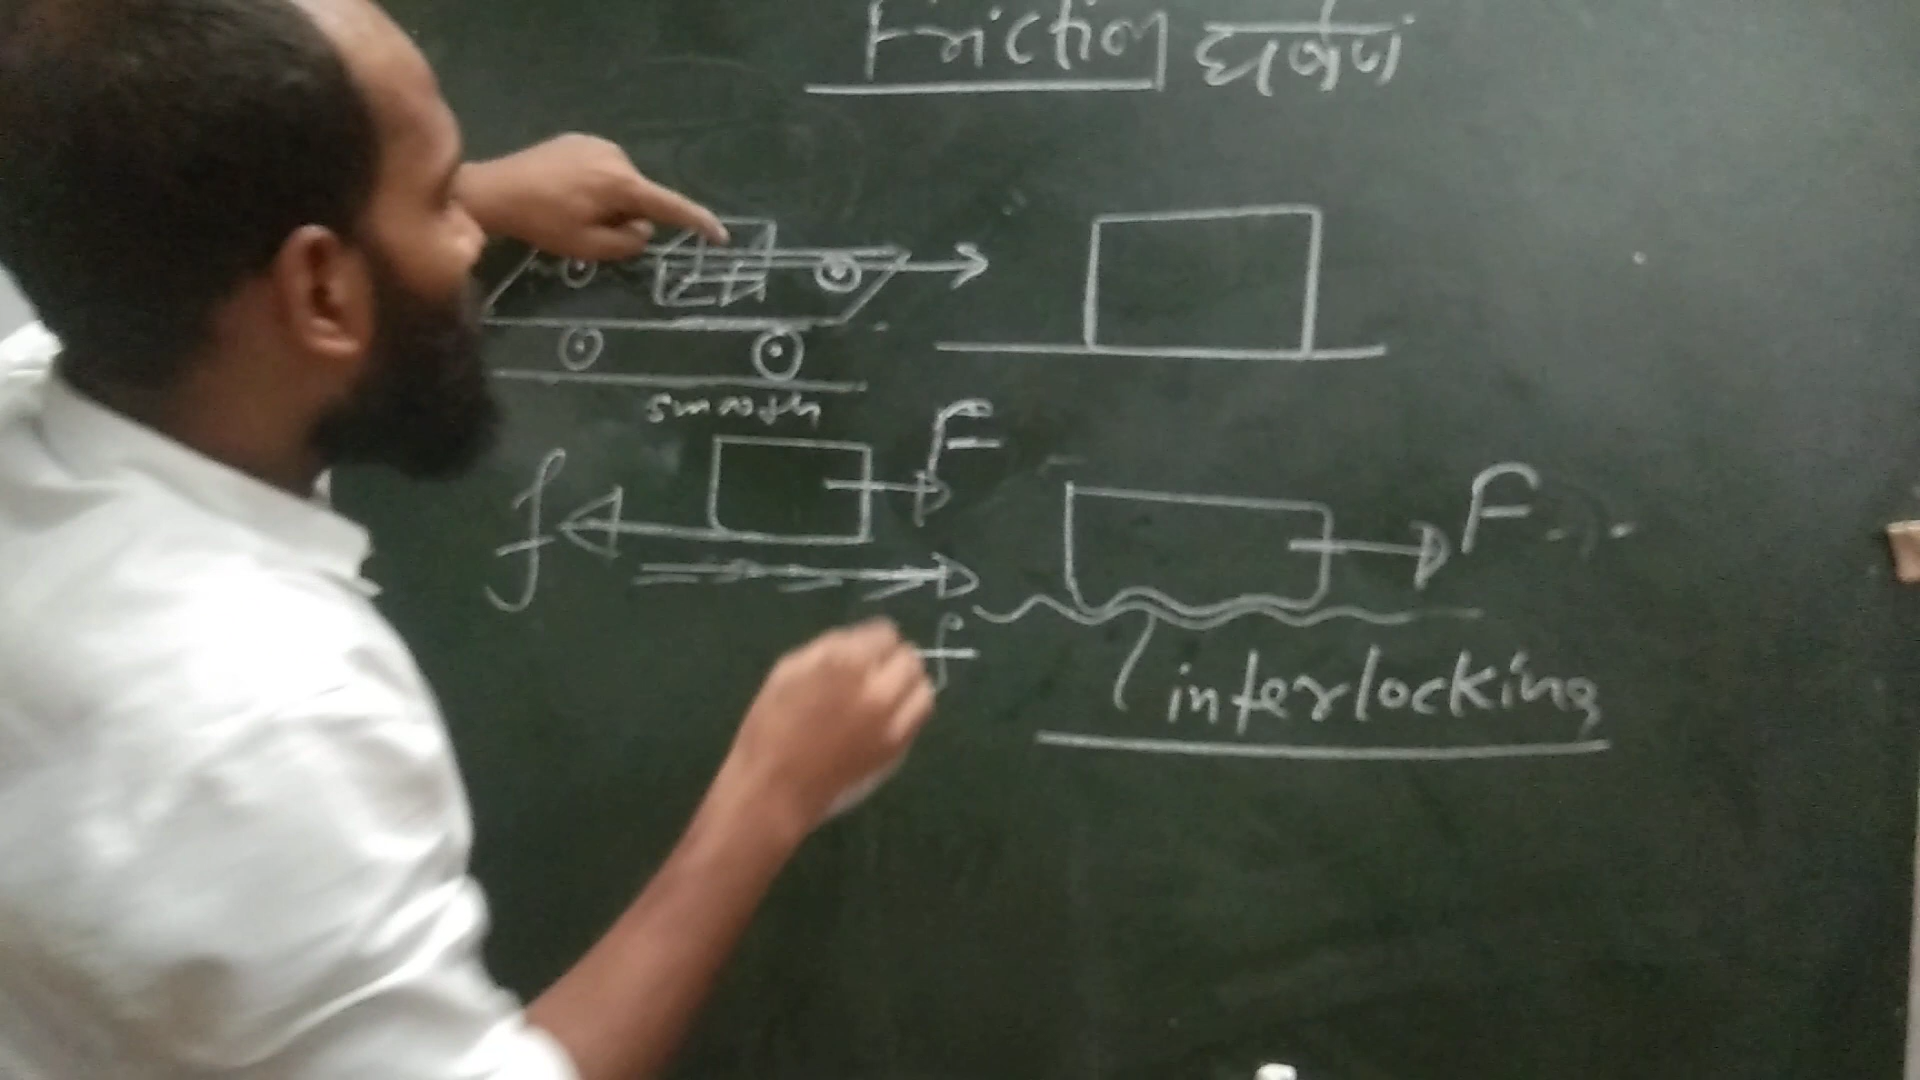 Friction घर्षण
smooth
F
f
F
f
interlocking